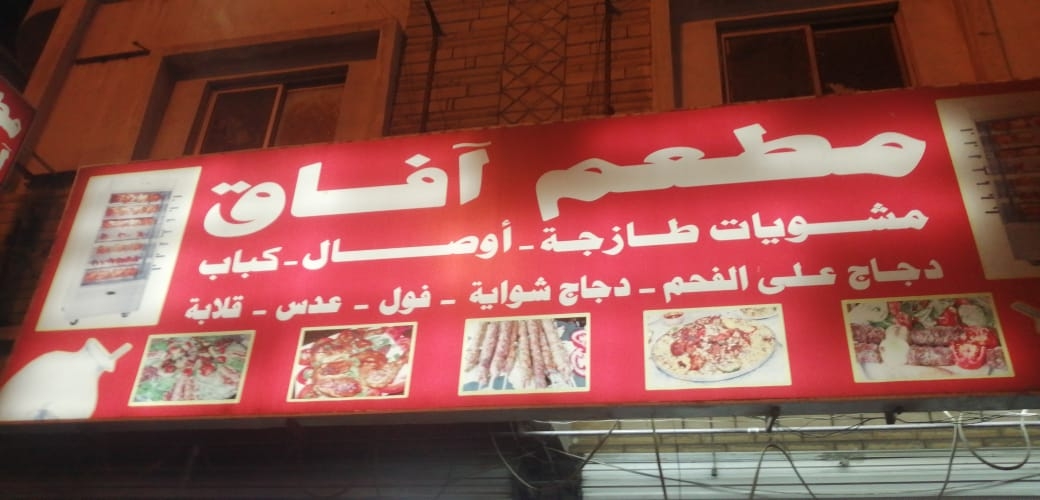 مطعم آفاق
مشويات طازجة - أوصال - كباب
دجاج على الفحم - دجاج شواية - فول - عدس - قلابة